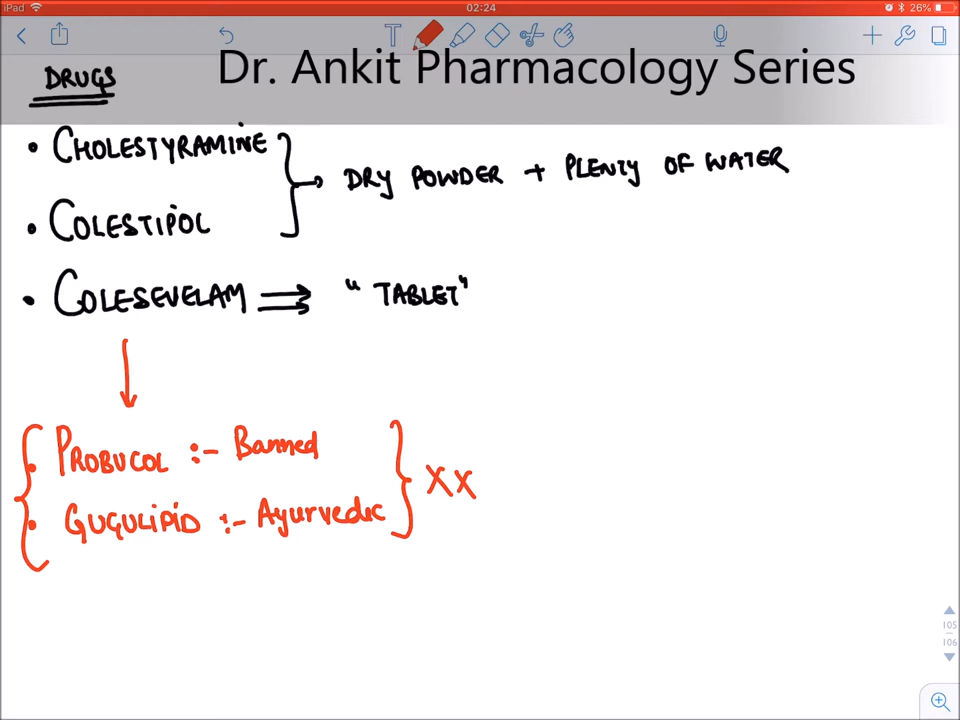 iPad 02:24 26%
T
DRUGS Dr. Ankit Pharmacology Series
• CHOLESTYRAMINE
DRY POWDER + PLENTY OF WATER
• COLESTIPOL
• COLESEVELAM ⇒ "TABLET"
• PROBUCOL :- Banned
XX
• GUGULIPID :- Ayurvedic
105
106